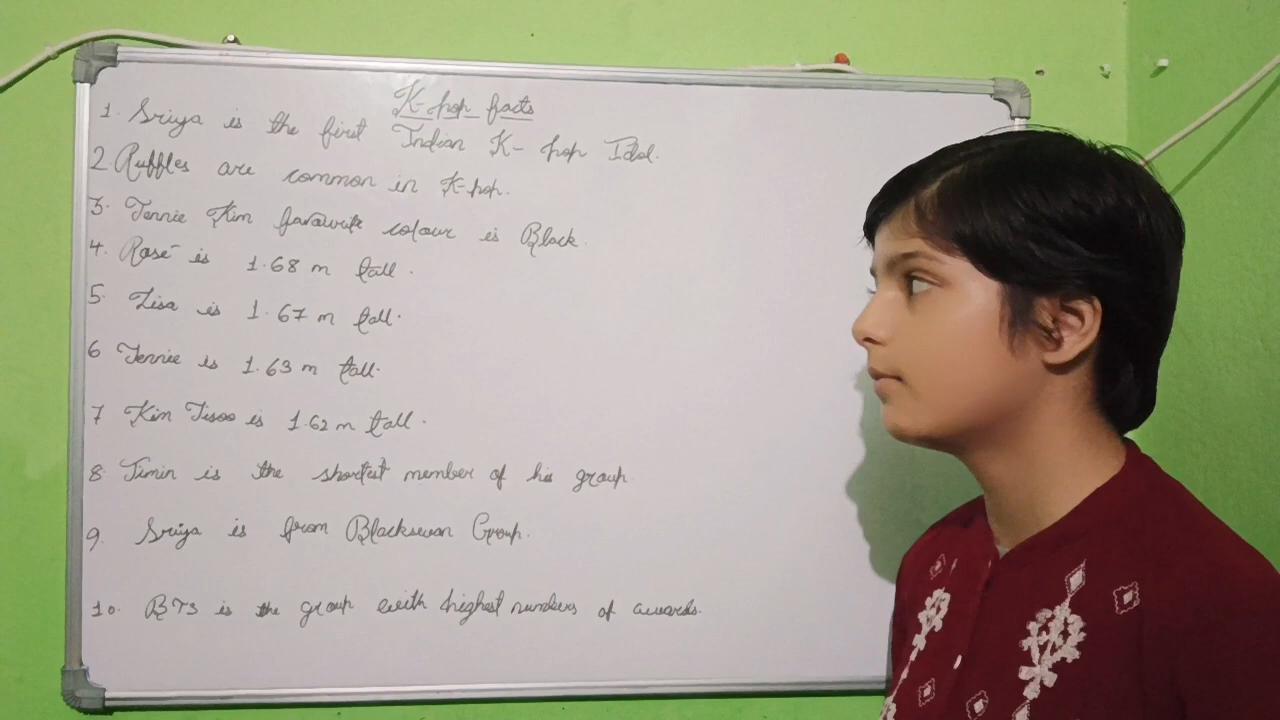 K-pop facts
1. Sriya is the first Indian K-pop Idol.
2. Ruffles are common in K-pop.
3. Jennie Kim favourite colour is Black.
4. Rosé is 1.68 m tall.
5. Lisa is 1.67 m tall.
6 Jennie is 1.63 m tall.
7 Kim Jisoo is 1.62 m tall.
8 Jimin is the shortest member of his group
9. Sriya is from Blackswan Group.
10. BTS is the group with highest numbers of awards.